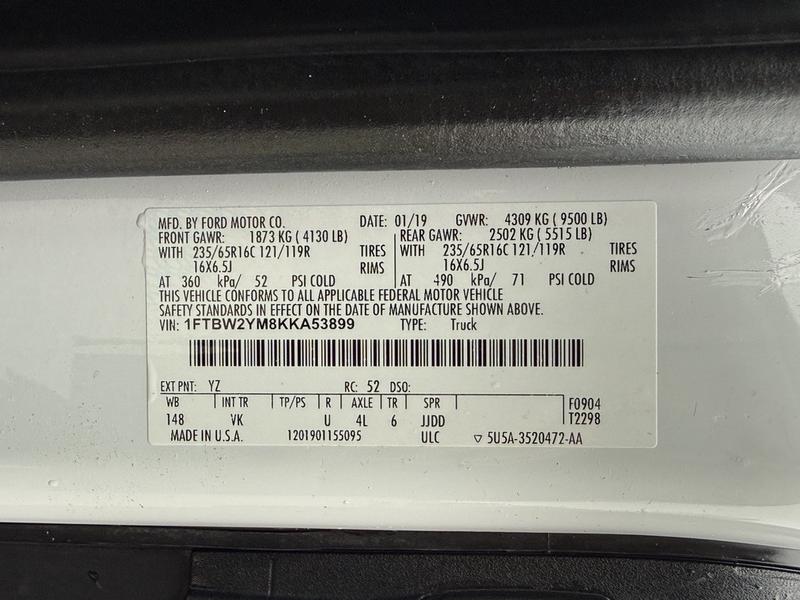 MFD. BY FORD MOTOR CO. DATE: 01/19 GVWR: 4309 KG ( 9500 LB)
FRONT GAWR: 1873 KG ( 4130 LB) REAR GAWR: 2502 KG ( 5515 LB)
WITH 235/65R16C 121/119R TIRES WITH 235/65R16C 121/119R TIRES
16X6.5J RIMS 16X6.5J RIMS
AT 360 kPa/ 52 PSI COLD AT 490 kPa/ 71 PSI COLD
THIS VEHICLE CONFORMS TO ALL APPLICABLE FEDERAL MOTOR VEHICLE
SAFETY STANDARDS IN EFFECT ON THE DATE OF MANUFACTURE SHOWN ABOVE.
VIN: 1FTBW2YM8KKA53899 TYPE: Truck
EXT PNT: YZ RC: 52 DSO:
WB INT TR TP/PS R AXLE TR SPR F0904
148 VK U 4L 6 JJDD T2298
MADE IN U.S.A. 1201901155095 ULC ▽ 5U5A-3520472-AA